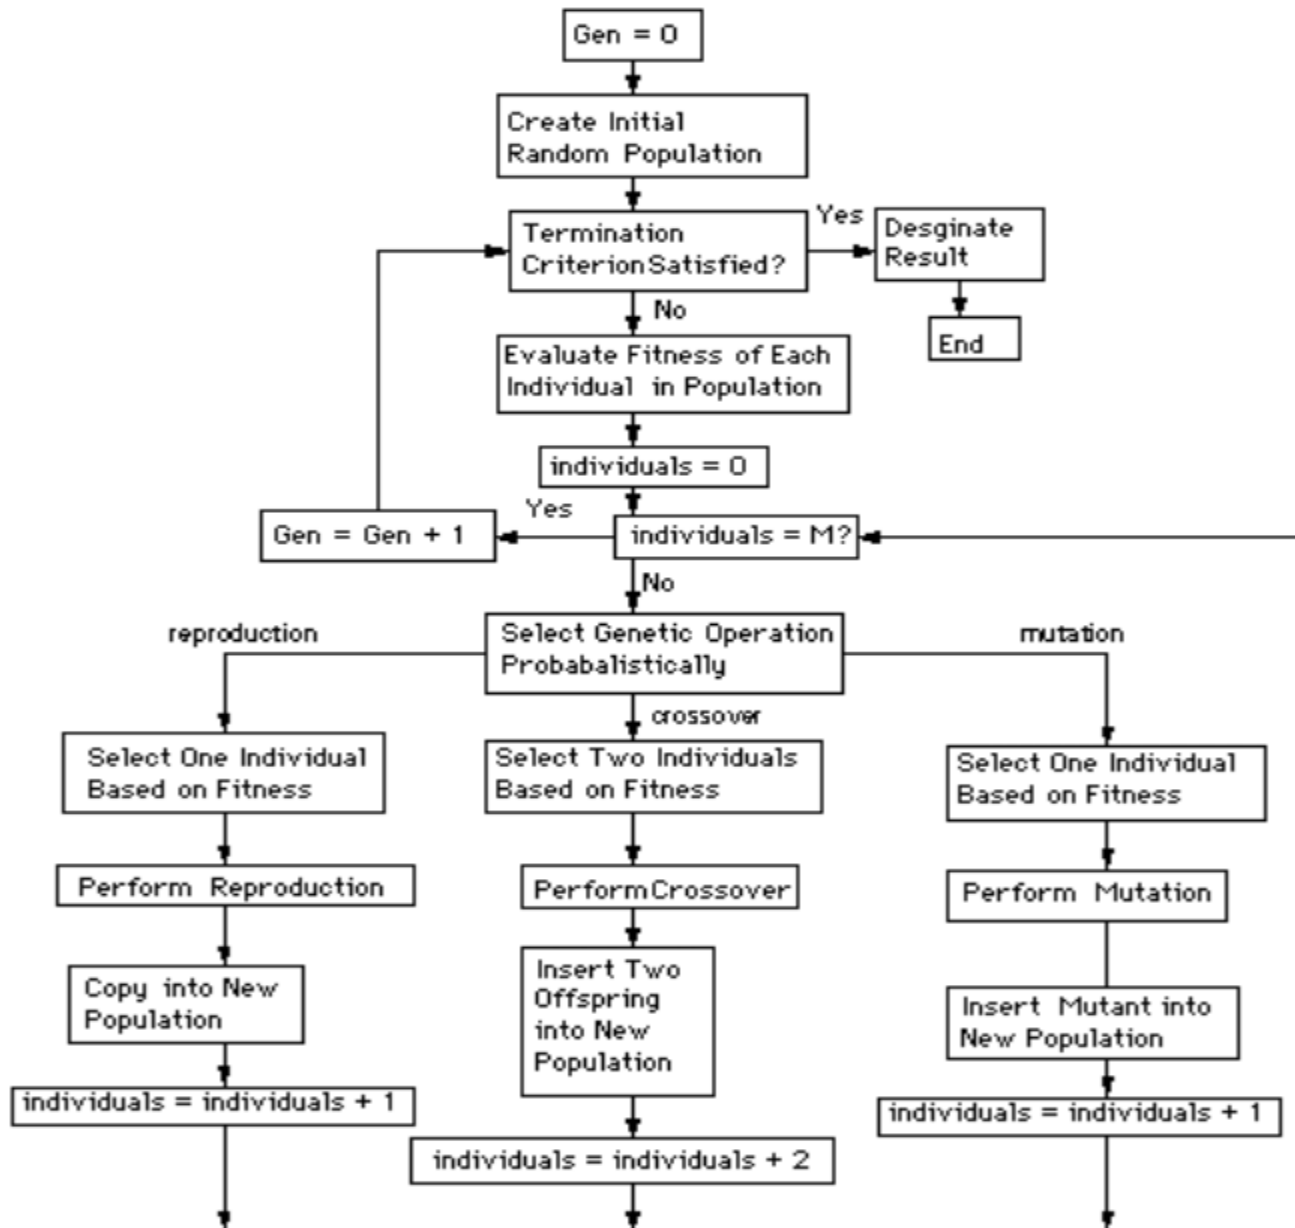 Gen = 0
Create Initial
Random Population
Termination
Criterion Satisfied?
Yes
Desginate
Result
End
No
Evaluate Fitness of Each
Individual in Population
individuals = 0
Yes
Gen = Gen + 1
individuals = M?
No
reproduction
Select Genetic Operation
Probabalistically
mutation
crossover
Select One Individual
Based on Fitness
Select Two Individuals
Based on Fitness
Select One Individual
Based on Fitness
Perform Reproduction
Perform Crossover
Perform Mutation
Copy into New
Population
Insert Two
Offspring
into New
Population
Insert Mutant into
New Population
individuals = individuals + 1
individuals = individuals + 2
individuals = individuals + 1